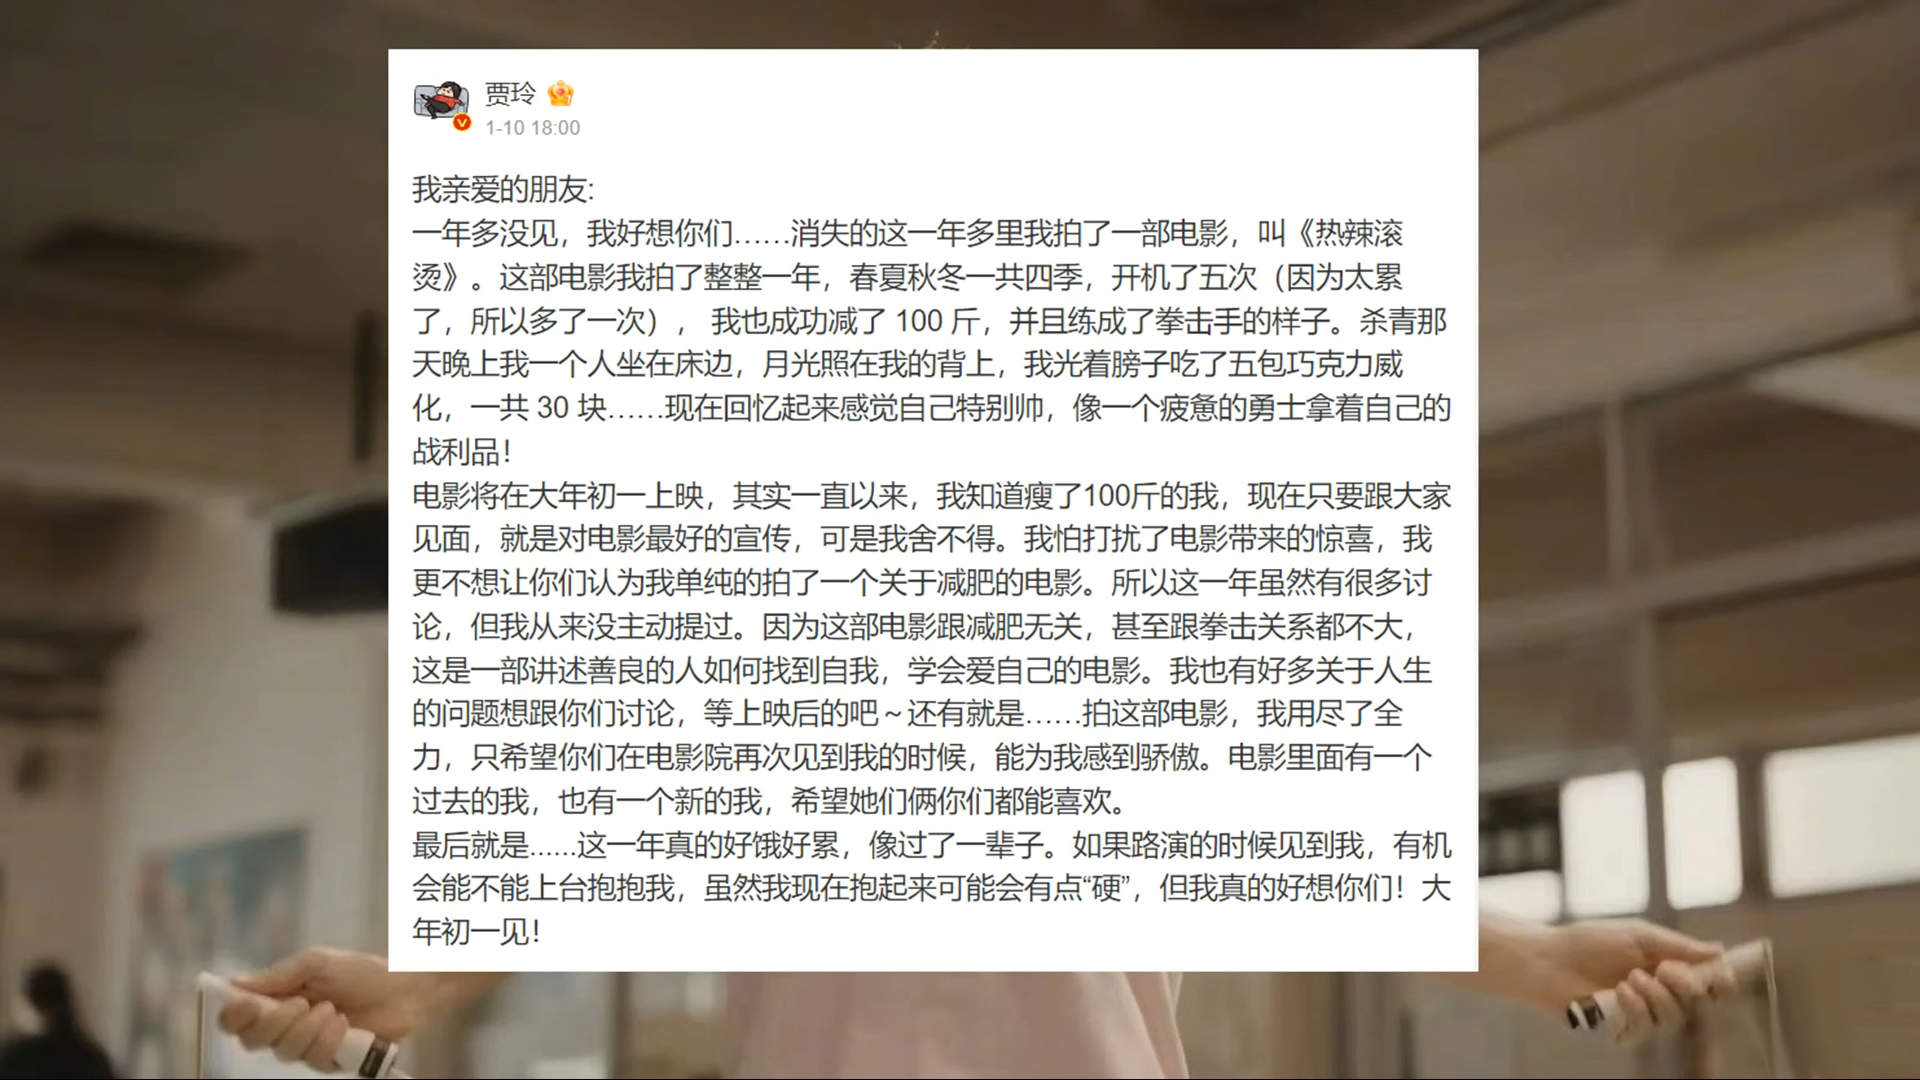 贾玲
1-10 18:00
我亲爱的朋友:
一年多没见，我好想你们……消失的这一年多里我拍了一部电影，叫《热辣滚
烫》。这部电影我拍了整整一年，春夏秋冬一共四季，开机了五次（因为太累
了，所以多了一次）， 我也成功减了 100 斤，并且练成了拳击手的样子。杀青那
天晚上我一个人坐在床边，月光照在我的背上，我光着膀子吃了五包巧克力威
化，一共 30 块……现在回忆起来感觉自己特别帅，像一个疲惫的勇士拿着自己的
战利品！
电影将在大年初一上映，其实一直以来，我知道瘦了100斤的我，现在只要跟大家
见面，就是对电影最好的宣传，可是我舍不得。我怕打扰了电影带来的惊喜，我
更不想让你们认为我单纯的拍了一个关于减肥的电影。所以这一年虽然有很多讨
论，但我从来没主动提过。因为这部电影跟减肥无关，甚至跟拳击关系都不大，
这是一部讲述善良的人如何找到自我，学会爱自己的电影。我也有好多关于人生
的问题想跟你们讨论，等上映后的吧～还有就是……拍这部电影，我用尽了全
力，只希望你们在电影院再次见到我的时候，能为我感到骄傲。电影里面有一个
过去的我，也有一个新的我，希望她们俩你们都能喜欢。
最后就是......这一年真的好饿好累，像过了一辈子。如果路演的时候见到我，有机
会能不能上台抱抱我，虽然我现在抱起来可能会有点“硬”，但我真的好想你们！大
年初一见！